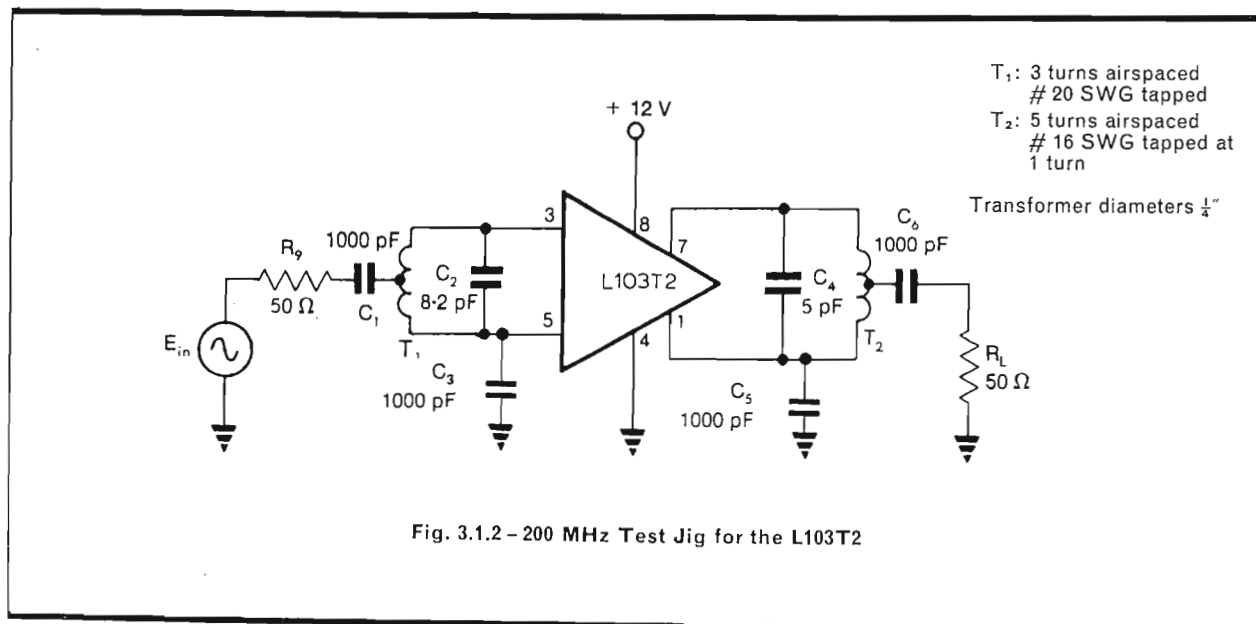 T₁: 3 turns airspaced
# 20 SWG tapped
T₂: 5 turns airspaced
# 16 SWG tapped at
1 turn
Transformer diameters ¼″
+ 12 V
8
3
5
7
1
4
L103T2
E_in
R₉
50 Ω
1000 pF
C₁
T₁
C₂
8·2 pF
C₃
1000 pF
C₄
5 pF
T₂
C₅
1000 pF
C₆
1000 pF
R_L
50 Ω
Fig. 3.1.2 – 200 MHz Test Jig for the L103T2